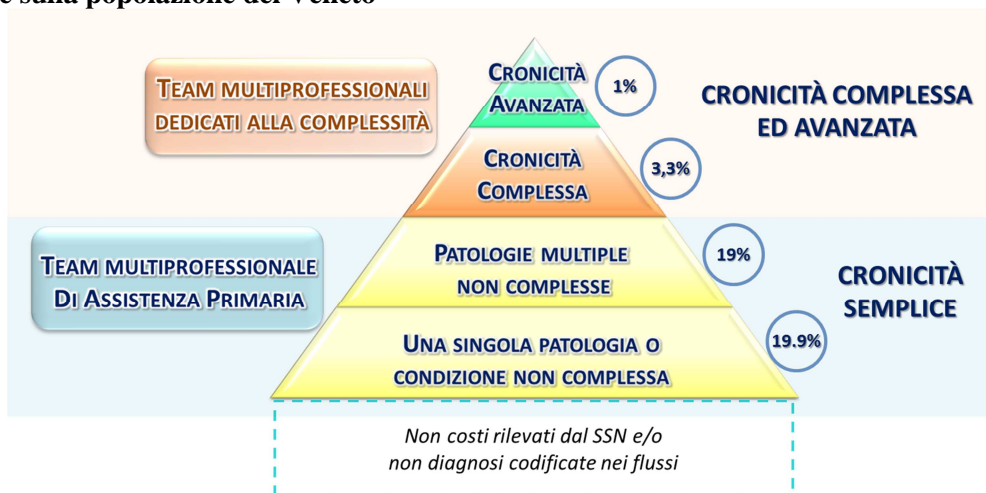 e sulla popolazione del Veneto
TEAM MULTIPROFESSIONALI
DEDICATI ALLA COMPLESSITÀ
CRONICITÀ
AVANZATA
1%
CRONICITÀ COMPLESSA
ED AVANZATA
CRONICITÀ
COMPLESSA
3,3%
TEAM MULTIPROFESSIONALE
DI ASSISTENZA PRIMARIA
PATOLOGIE MULTIPLE
NON COMPLESSE
19%
CRONICITÀ
SEMPLICE
UNA SINGOLA PATOLOGIA O
CONDIZIONE NON COMPLESSA
19.9%
Non costi rilevati dal SSN e/o
non diagnosi codificate nei flussi